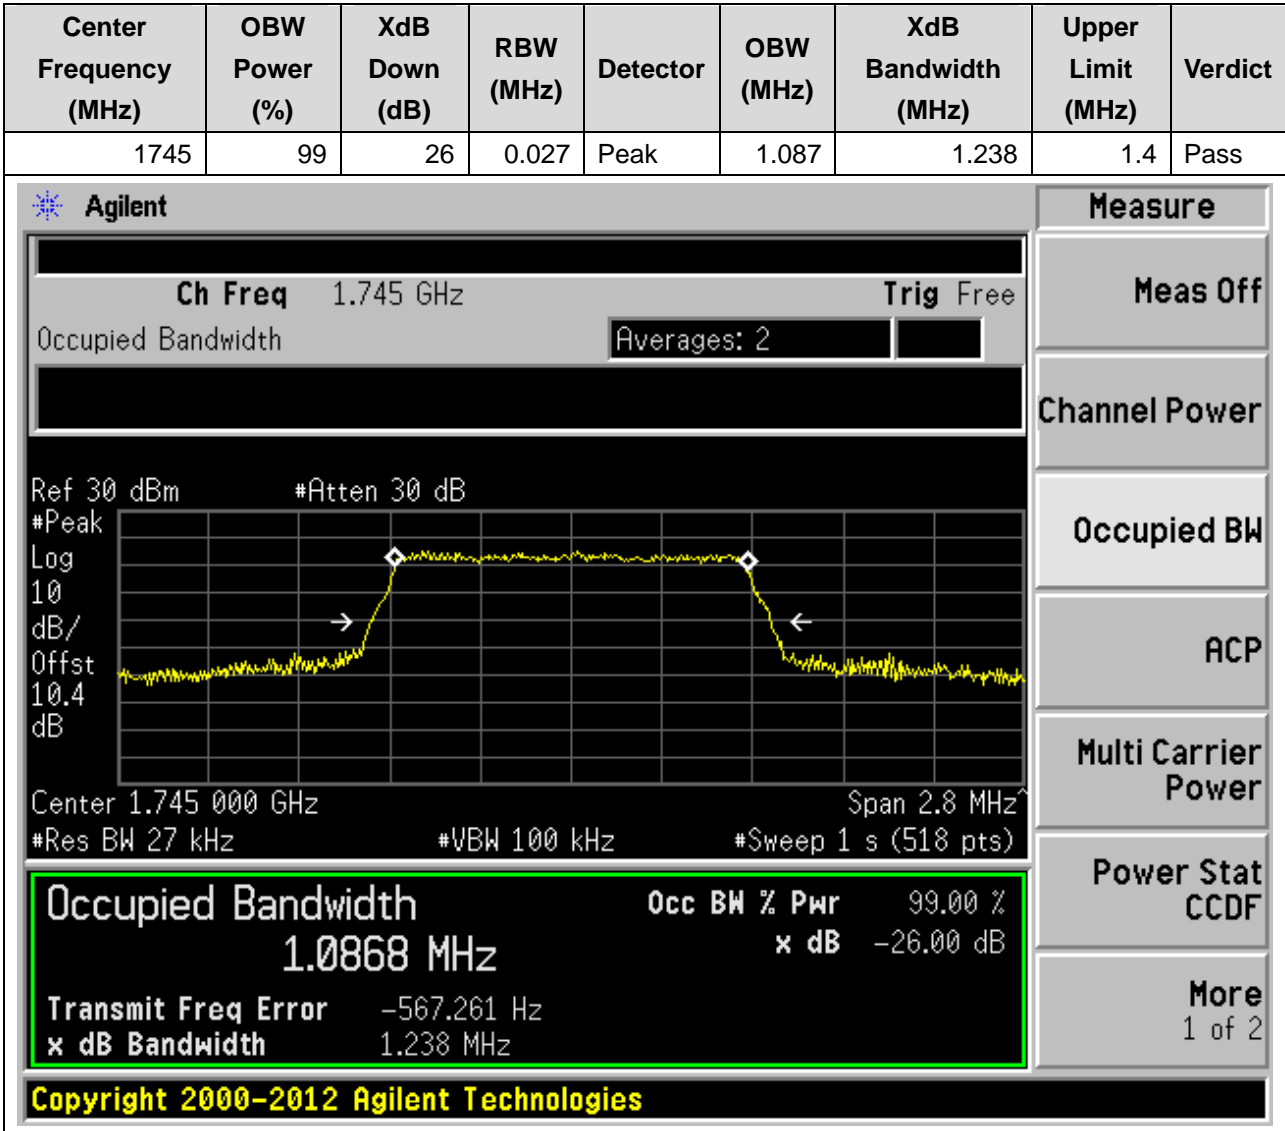 Center Frequency (MHz) OBW Power (%) XdB Down (dB) RBW (MHz) Detector OBW (MHz) XdB Bandwidth (MHz) Upper Limit (MHz) Verdict
1745 99 26 0.027 Peak 1.087 1.238 1.4 Pass
Agilent
Measure
Ch Freq 1.745 GHz Trig Free
Occupied Bandwidth Averages: 2
Meas Off
Channel Power
Occupied BW
ACP
Multi Carrier
Power
Power Stat
CCDF
More
1 of 2
Ref 30 dBm #Atten 30 dB
#Peak
Log
10
dB/
Offst
10.4
dB
Center 1.745 000 GHz Span 2.8 MHz^
#Res BW 27 kHz #VBW 100 kHz #Sweep 1 s (518 pts)
Occupied Bandwidth Occ BW % Pwr 99.00 %
1.0868 MHz x dB -26.00 dB
Transmit Freq Error -567.261 Hz
x dB Bandwidth 1.238 MHz
Copyright 2000-2012 Agilent Technologies